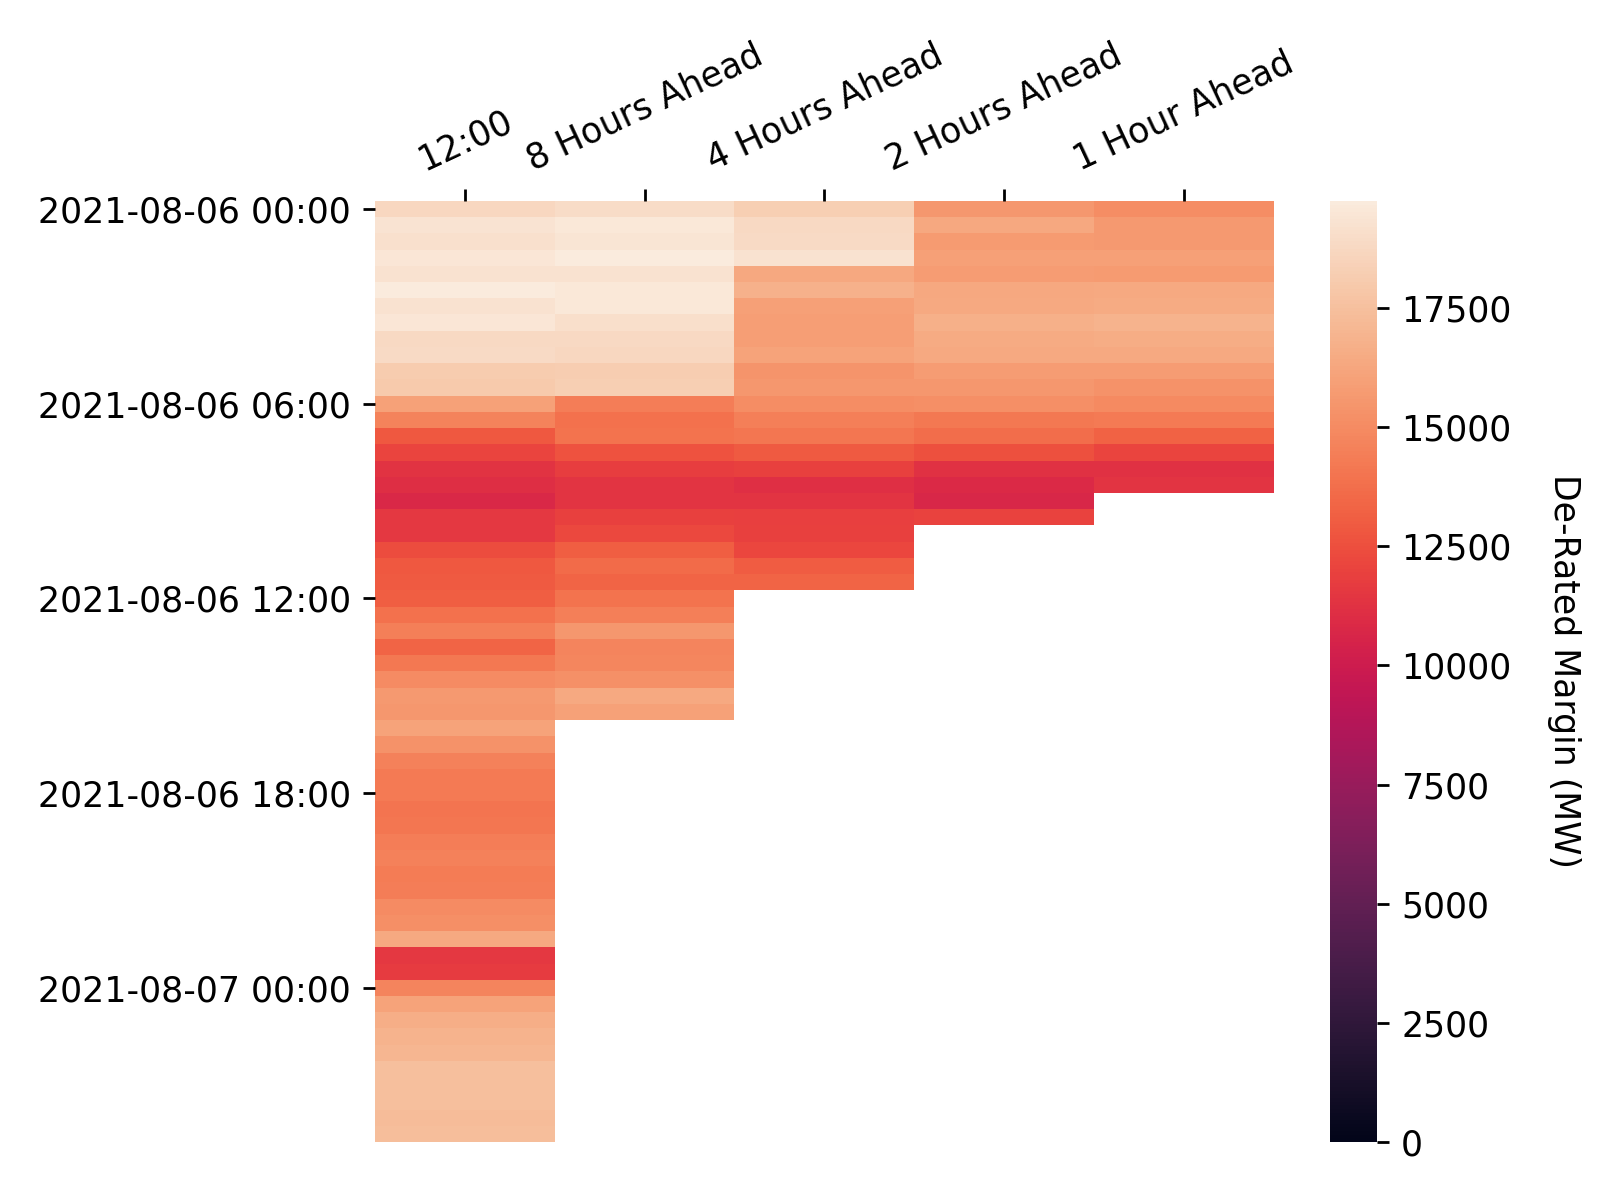 12:00
8 Hours Ahead
4 Hours Ahead
2 Hours Ahead
1 Hour Ahead
2021-08-06 00:00
2021-08-06 06:00
2021-08-06 12:00
2021-08-06 18:00
2021-08-07 00:00
17500
15000
12500
10000
7500
5000
2500
0
De-Rated Margin (MW)